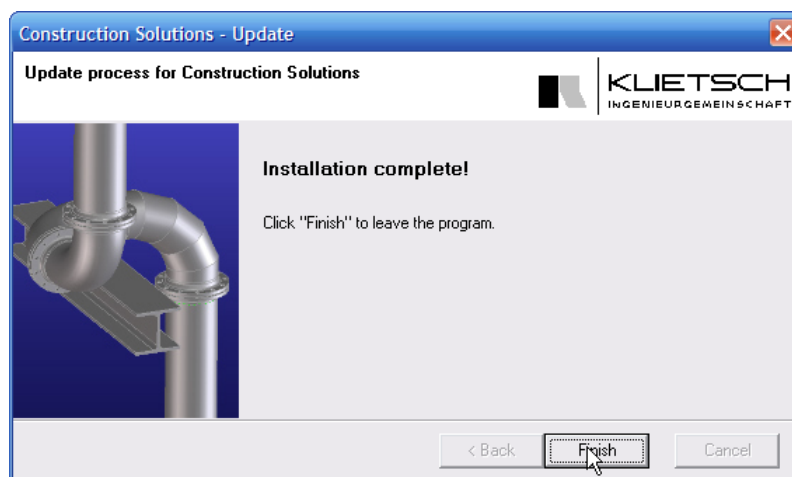 Construction Solutions - Update
Update process for Construction Solutions
KLIETSCH
INGENIEURGEMEINSCHAFT
Installation complete!
Click "Finish" to leave the program.
< Back
Finish
Cancel